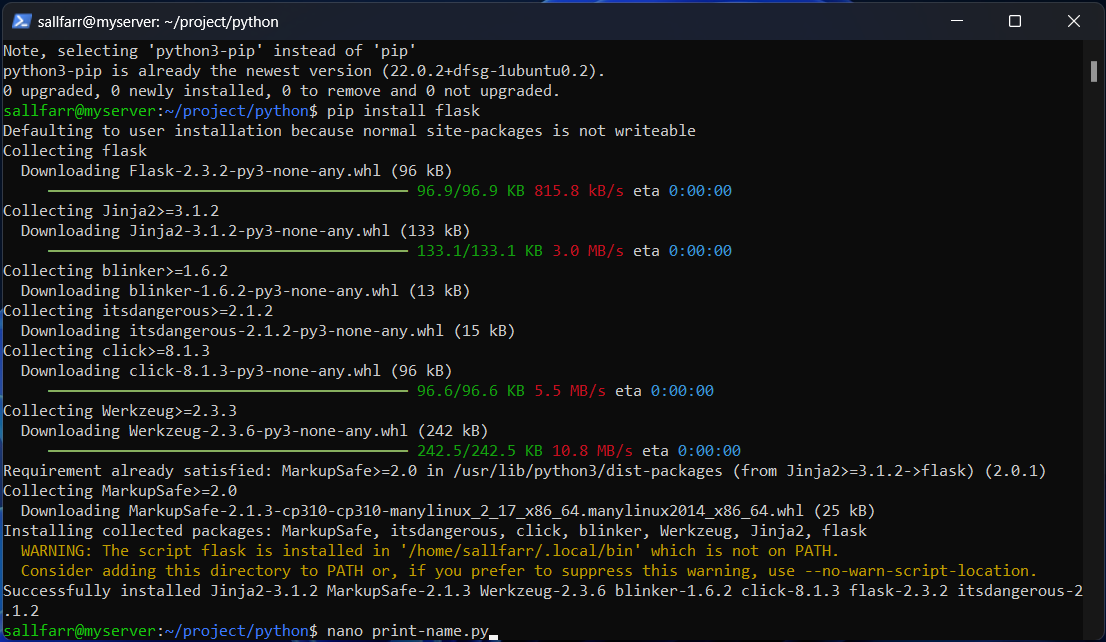 sallfarr@myserver: ~/project/python
Note, selecting 'python3-pip' instead of 'pip'
python3-pip is already the newest version (22.0.2+dfsg-1ubuntu0.2).
0 upgraded, 0 newly installed, 0 to remove and 0 not upgraded.
sallfarr@myserver:~/project/python$ pip install flask
Defaulting to user installation because normal site-packages is not writeable
Collecting flask
  Downloading Flask-2.3.2-py3-none-any.whl (96 kB)
96.9/96.9 KB 815.8 kB/s eta 0:00:00
Collecting Jinja2>=3.1.2
  Downloading Jinja2-3.1.2-py3-none-any.whl (133 kB)
133.1/133.1 KB 3.0 MB/s eta 0:00:00
Collecting blinker>=1.6.2
  Downloading blinker-1.6.2-py3-none-any.whl (13 kB)
Collecting itsdangerous>=2.1.2
  Downloading itsdangerous-2.1.2-py3-none-any.whl (15 kB)
Collecting click>=8.1.3
  Downloading click-8.1.3-py3-none-any.whl (96 kB)
96.6/96.6 KB 5.5 MB/s eta 0:00:00
Collecting Werkzeug>=2.3.3
  Downloading Werkzeug-2.3.6-py3-none-any.whl (242 kB)
242.5/242.5 KB 10.8 MB/s eta 0:00:00
Requirement already satisfied: MarkupSafe>=2.0 in /usr/lib/python3/dist-packages (from Jinja2>=3.1.2->flask) (2.0.1)
Collecting MarkupSafe>=2.0
  Downloading MarkupSafe-2.1.3-cp310-cp310-manylinux_2_17_x86_64.manylinux2014_x86_64.whl (25 kB)
Installing collected packages: MarkupSafe, itsdangerous, click, blinker, Werkzeug, Jinja2, flask
  WARNING: The script flask is installed in '/home/sallfarr/.local/bin' which is not on PATH.
  Consider adding this directory to PATH or, if you prefer to suppress this warning, use --no-warn-script-location.
Successfully installed Jinja2-3.1.2 MarkupSafe-2.1.3 Werkzeug-2.3.6 blinker-1.6.2 click-8.1.3 flask-2.3.2 itsdangerous-2
.1.2
sallfarr@myserver:~/project/python$ nano print-name.py